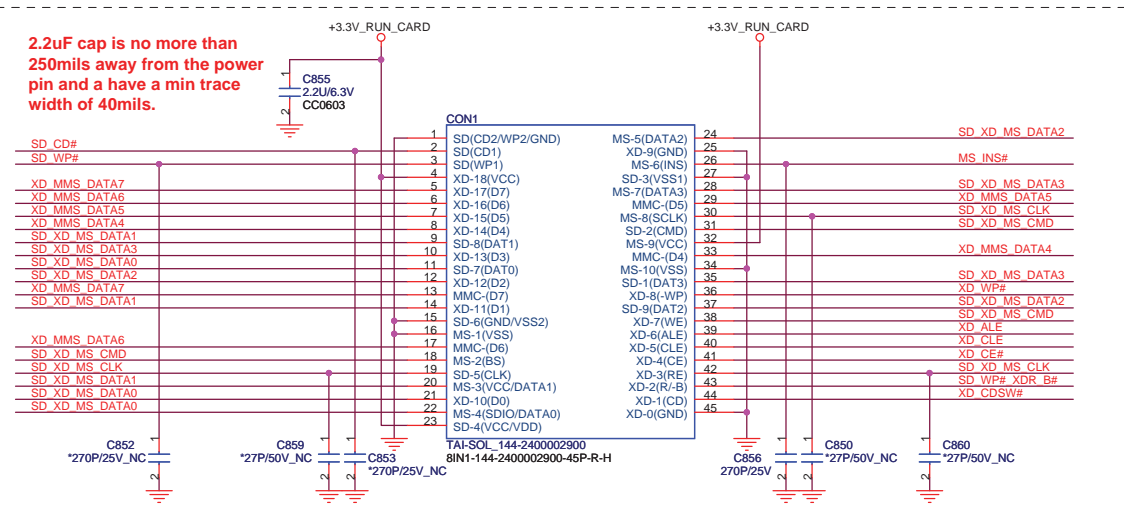 +3.3V_RUN_CARD
+3.3V_RUN_CARD
2.2uF cap is no more than
250mils away from the power
pin and a have a min trace
width of 40mils.
1
C855
2.2U/6.3V
CC0603
2
CON1
SD_CD#
SD_WP#
XD_MMS_DATA7
XD_MMS_DATA6
XD_MMS_DATA5
XD_MMS_DATA4
SD_XD_MS_DATA1
SD_XD_MS_DATA3
SD_XD_MS_DATA0
SD_XD_MS_DATA2
XD_MMS_DATA7
SD_XD_MS_DATA1
XD_MMS_DATA6
SD_XD_MS_CMD
SD_XD_MS_CLK
SD_XD_MS_DATA1
SD_XD_MS_DATA0
SD_XD_MS_DATA0
1 SD(CD2/WP2/GND)
2 SD(CD1)
3 SD(WP1)
4 XD-18(VCC)
5 XD-17(D7)
6 XD-16(D6)
7 XD-15(D5)
8 XD-14(D4)
9 SD-8(DAT1)
10 XD-13(D3)
11 SD-7(DAT0)
12 XD-12(D2)
13 MMC-(D7)
14 XD-11(D1)
15 SD-6(GND/VSS2)
16 MS-1(VSS)
17 MMC-(D6)
18 MS-2(BS)
19 SD-5(CLK)
20 MS-3(VCC/DATA1)
21 XD-10(D0)
22 MS-4(SDIO/DATA0)
23 SD-4(VCC/VDD)
MS-5(DATA2) 24
XD-9(GND) 25
MS-6(INS) 26
SD-3(VSS1) 27
MS-7(DATA3) 28
MMC-(D5) 29
MS-8(SCLK) 30
SD-2(CMD) 31
MS-9(VCC) 32
MMC-(D4) 33
MS-10(VSS) 34
SD-1(DAT3) 35
XD-8(-WP) 36
SD-9(DAT2) 37
XD-7(WE) 38
XD-6(ALE) 39
XD-5(CLE) 40
XD-4(CE) 41
XD-3(RE) 42
XD-2(R/-B) 43
XD-1(CD) 44
XD-0(GND) 45
SD_XD_MS_DATA2
MS_INS#
SD_XD_MS_DATA3
XD_MMS_DATA5
SD_XD_MS_CLK
SD_XD_MS_CMD
XD_MMS_DATA4
SD_XD_MS_DATA3
XD_WP#
SD_XD_MS_DATA2
SD_XD_MS_CMD
XD_ALE
XD_CLE
XD_CE#
SD_XD_MS_CLK
SD_WP#_XDR_B#
XD_CDSW#
TAI-SOL_144-2400002900
8IN1-144-2400002900-45P-R-H
1
C852
*270P/25V_NC
2
1
C859
*27P/50V_NC
2
1
C853
*270P/25V_NC
2
1
C856
270P/25V
2
1
C850
*27P/50V_NC
2
1
C860
*27P/50V_NC
2